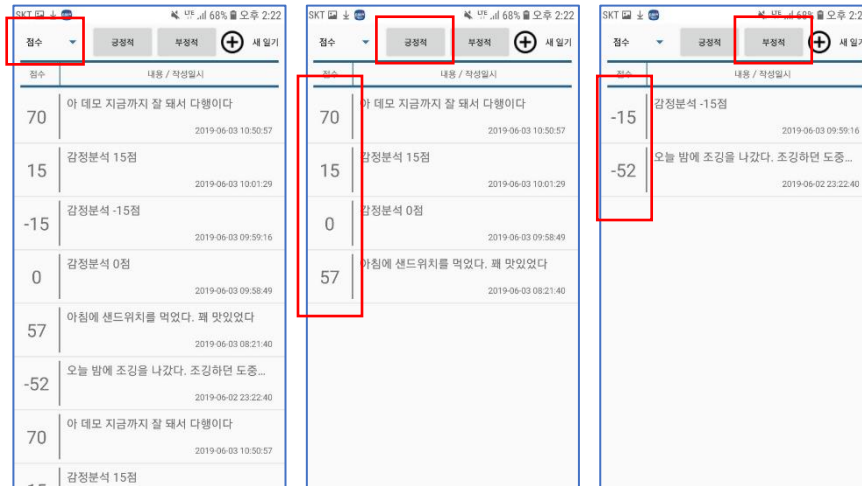 SKT 68% 오후 2:22
점수 긍정적 부정적 새 일기
점수 내용 / 작성일시
70 아 데모 지금까지 잘 돼서 다행이다
2019-06-03 10:50:57
15 감정분석 15점
2019-06-03 10:01:29
-15 감정분석 -15점
2019-06-03 09:59:16
0 감정분석 0점
2019-06-03 09:58:49
57 아침에 샌드위치를 먹었다. 꽤 맛있었다
2019-06-03 08:21:40
-52 오늘 밤에 조깅을 나갔다. 조깅하던 도중...
2019-06-02 23:22:40
70 아 데모 지금까지 잘 돼서 다행이다
2019-06-03 10:50:57
감정분석 15점
SKT 68% 오후 2:22
점수 긍정적 부정적 새 일기
점수 내용 / 작성일시
70 아 데모 지금까지 잘 돼서 다행이다
2019-06-03 10:50:57
15 감정분석 15점
2019-06-03 10:01:29
0 감정분석 0점
2019-06-03 09:58:49
57 아침에 샌드위치를 먹었다. 꽤 맛있었다
2019-06-03 08:21:40
SKT 68% 오후 2:22
점수 긍정적 부정적 새 일기
점수 내용 / 작성일시
-15 감정분석 -15점
2019-06-03 09:59:16
-52 오늘 밤에 조깅을 나갔다. 조깅하던 도중...
2019-06-02 23:22:40